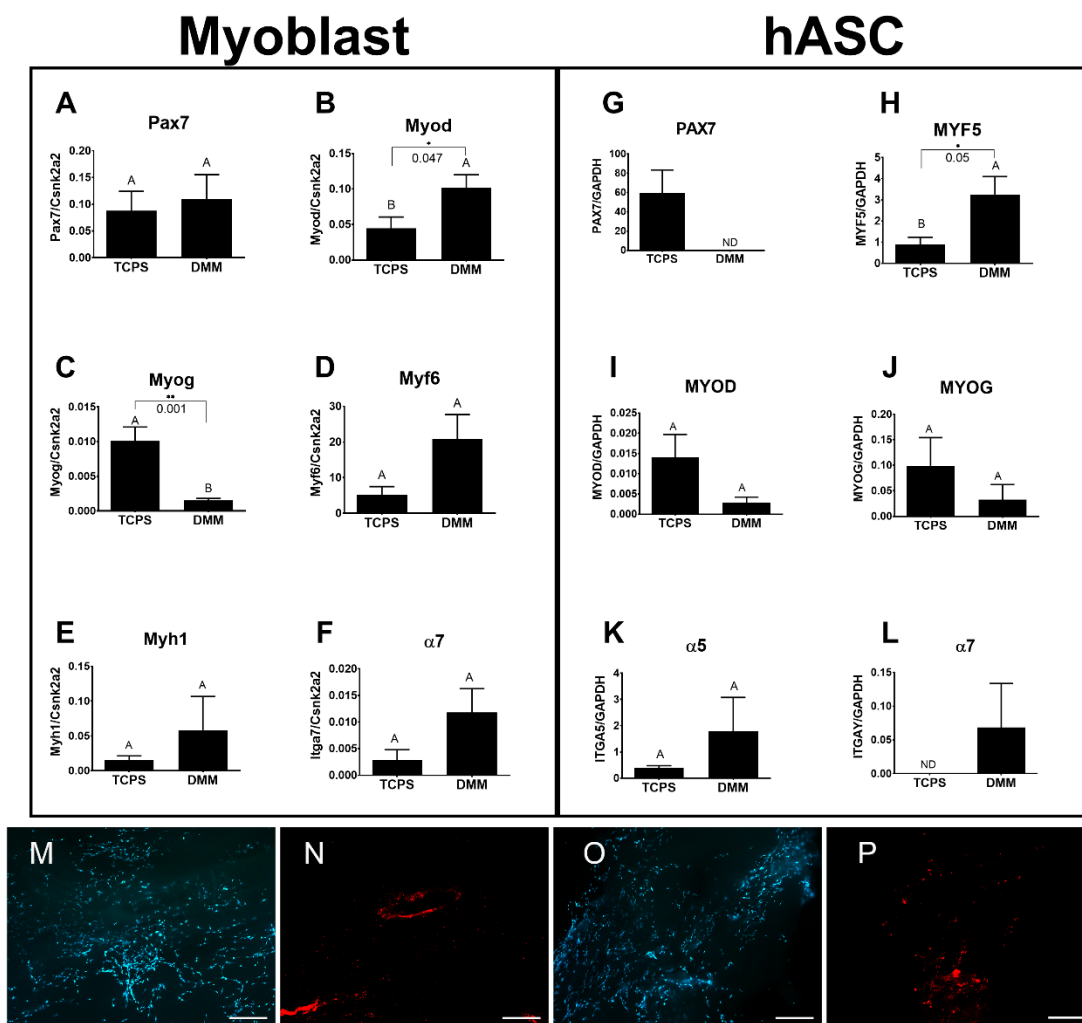 Myoblast
hASC
A
Pax7
Pax7/Csnk2a2
0.20
0.15
0.10
0.05
0.00
A
A
TCPS
DMM
B
Myod
Myod/Csnk2a2
0.15
0.10
0.05
0.00
*
0.047
B
A
TCPS
DMM
C
Myog
Myog/Csnk2a2
0.015
0.010
0.005
0.000
**
0.001
A
B
TCPS
DMM
D
Myf6
Myf6/Csnk2a2
30
20
10
0
A
A
TCPS
DMM
E
Myh1
Myh1/Csnk2a2
0.15
0.10
0.05
0.00
A
A
TCPS
DMM
F
α7
Itga7/Csnk2a2
0.020
0.015
0.010
0.005
0.000
A
A
TCPS
DMM
G
PAX7
PAX7/GAPDH
100
80
60
40
20
0
ND
TCPS
DMM
H
MYF5
MYF5/GAPDH
5
4
3
2
1
0
*
0.05
B
A
TCPS
DMM
I
MYOD
MYOD/GAPDH
0.025
0.020
0.015
0.010
0.005
0.000
A
A
TCPS
DMM
J
MYOG
MYOG/GAPDH
0.20
0.15
0.10
0.05
0.00
A
A
TCPS
DMM
K
α5
ITGA5/GAPDH
4
3
2
1
0
A
A
TCPS
DMM
L
α7
ITGAY/GAPDH
0.15
0.10
0.05
0.00
ND
TCPS
DMM
M
N
O
P